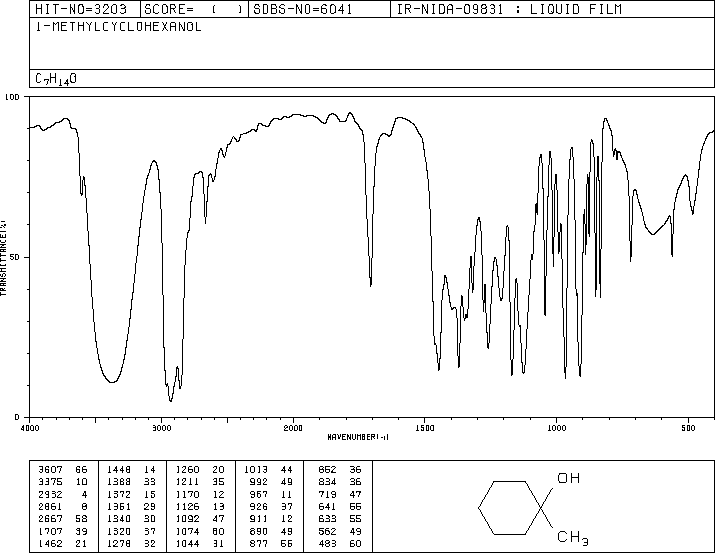 HIT-NO=3203 SCORE= ( ) SDBS-NO=6041 IR-NIDA-09831 : LIQUID FILM
1-METHYLCYCLOHEXANOL
C7H14O
100
50
0
TRANSMITTANCE(%)
4000 3000 2000 1500 1000 500
WAVENUMBER(-1)
3607 66 1448 14 1260 20 1013 44 852 36
3375 10 1388 33 1211 35 992 49 834 36
2932 4 1372 15 1170 12 967 11 719 47
2861 8 1351 29 1126 13 926 37 641 55
2667 58 1340 30 1092 47 911 12 633 55
1707 39 1320 37 1074 60 890 49 562 49
1462 21 1278 32 1044 31 877 55 483 60
OH
CH3